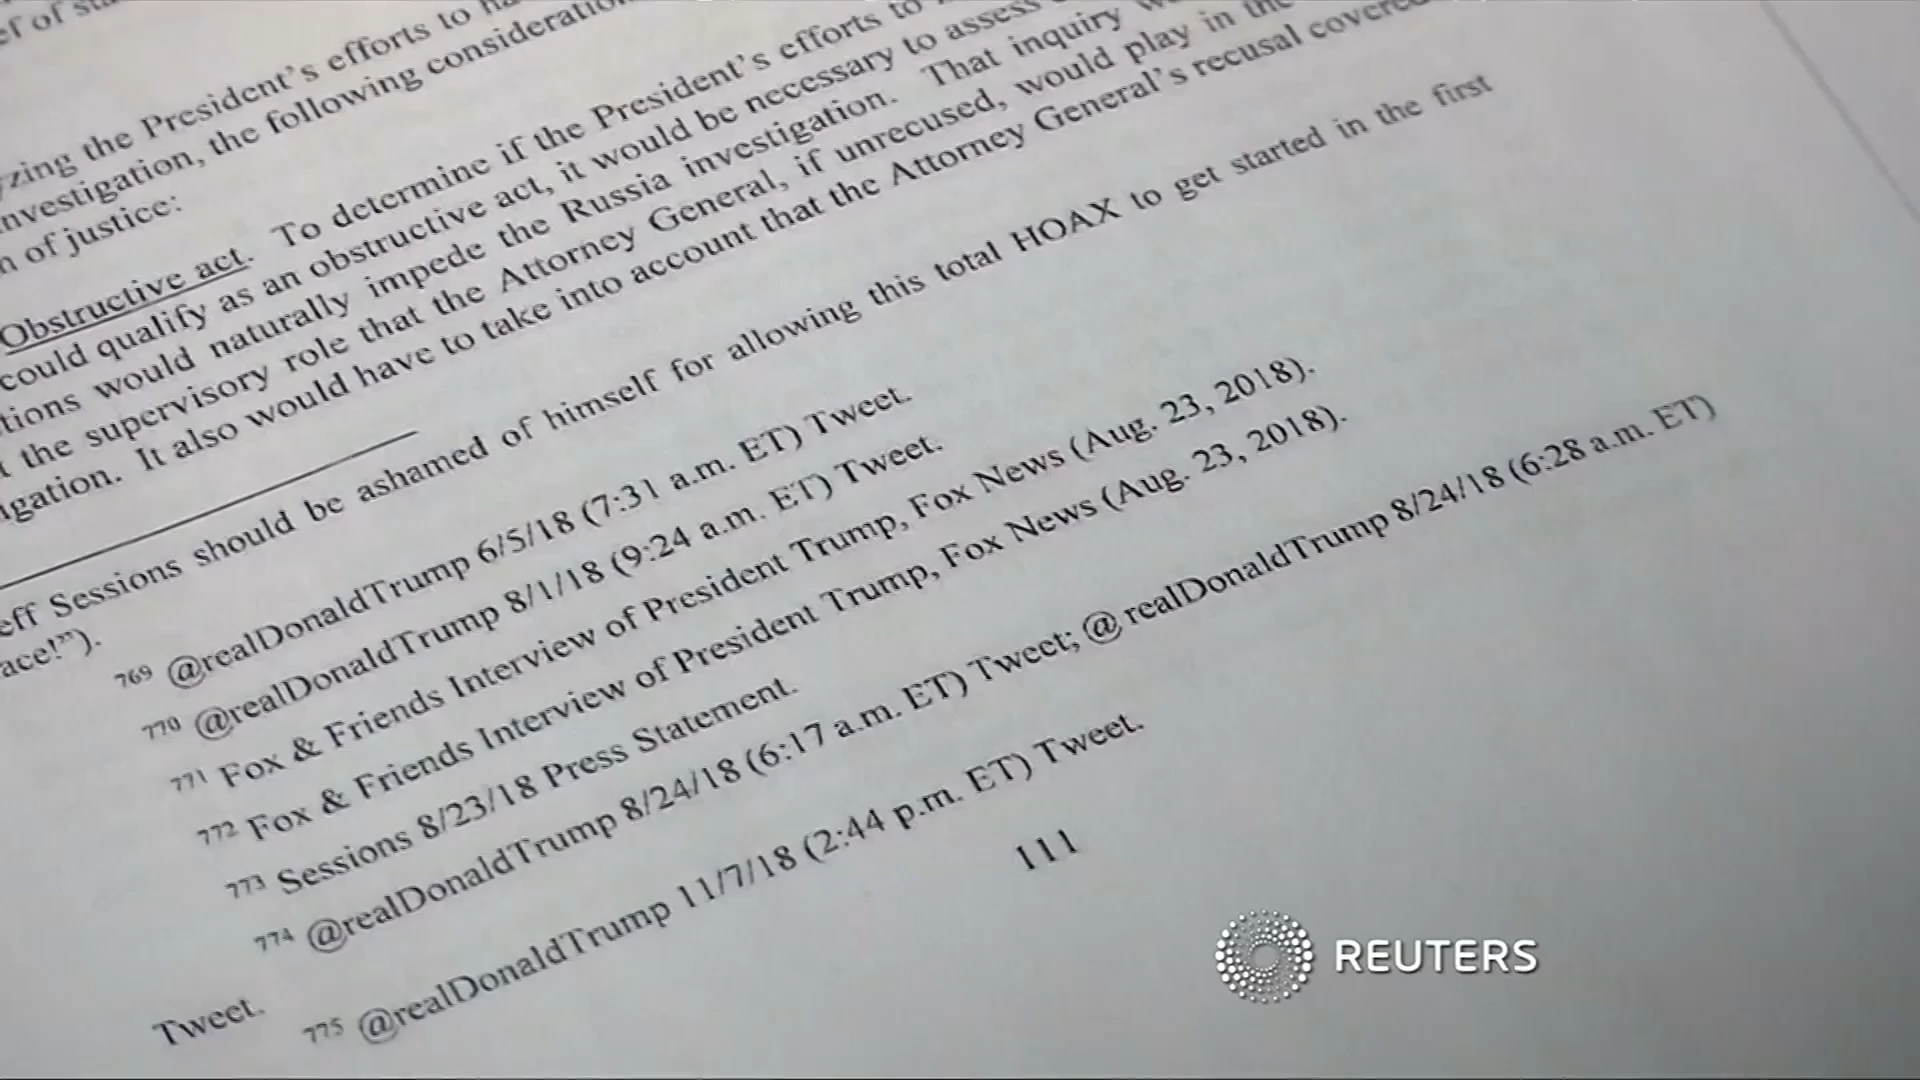 ef of
yzing the President's efforts to
nvestigation, the following consideration
n of justice:
Obstructive act. To determine if the President's efforts to
could qualify as an obstructive act, it would be necessary to assess
tions would naturally impede the Russia investigation. That inquiry
t the supervisory role that the Attorney General, if unrecused, would play in the
igation. It also would have to take into account that the Attorney General's recusal covered
eff Sessions should be ashamed of himself for allowing this total HOAX to get started in the first
ace!").
769 @realDonaldTrump 6/5/18 (7:31 a.m. ET) Tweet.
770 @realDonaldTrump 8/1/18 (9:24 a.m. ET) Tweet.
771 Fox & Friends Interview of President Trump, Fox News (Aug. 23, 2018).
772 Fox & Friends Interview of President Trump, Fox News (Aug. 23, 2018).
773 Sessions 8/23/18 Press Statement.
774 @realDonaldTrump 8/24/18 (6:17 a.m. ET) Tweet; @realDonaldTrump 8/24/18 (6:28 a.m. ET)
Tweet.
775 @realDonaldTrump 11/7/18 (2:44 p.m. ET) Tweet.
111
REUTERS